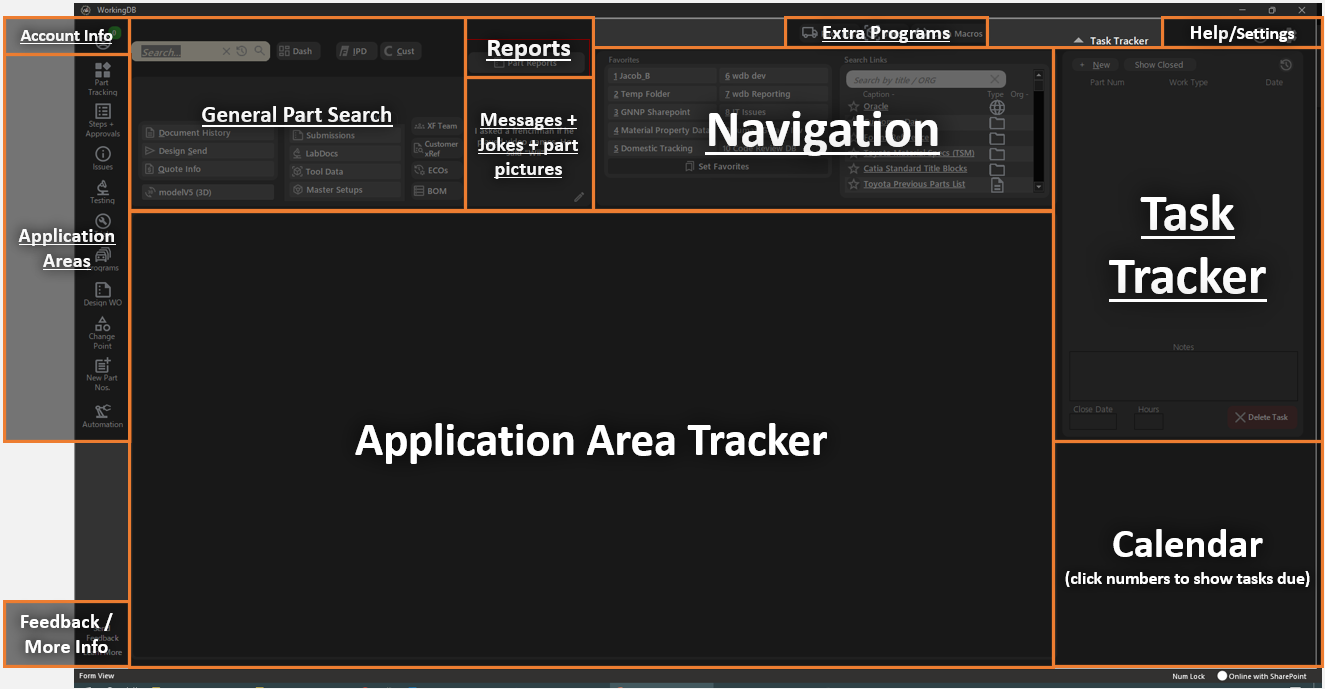 WorkingDB
Account Info
Search...
Dash
JPD
Cust
Reports
Part Reports
Extra Programs
Macros
Task Tracker
Help/Settings
Part
Tracking
Steps +
Approvals
Issues
Testing
Application
Areas
Design WO
Change
Point
New Part
Nos.
Automation
General Part Search
Document History
Design Send
Quote Info
modelV5 (3D)
Submissions
LabDocs
Tool Data
Master Setups
XF Team
Customer
xRef
ECOs
BOM
Messages +
Jokes + part
pictures
I asked a frenchman if he
Favorites
1 Jacob_B
2 Temp Folder
3 GNNP Sharepoint
4 Material Property Data
5 Domestic Tracking
6 wdb dev
7 wdb Reporting
8 IT Issues
10 Code Review DB
Set Favorites
Navigation
Search Links
Search by title / ORG
Caption
Type
Org
Oracle
Toyota Material Specs (TSM)
Catia Standard Title Blocks
Toyota Previous Parts List
+ New
Show Closed
Part Num
Work Type
Date
Task
Tracker
Notes
Close Date
Hours
Delete Task
Application Area Tracker
Calendar
(click numbers to show tasks due)
Feedback /
More Info
Feedback
Form View
Num Lock
Online with SharePoint